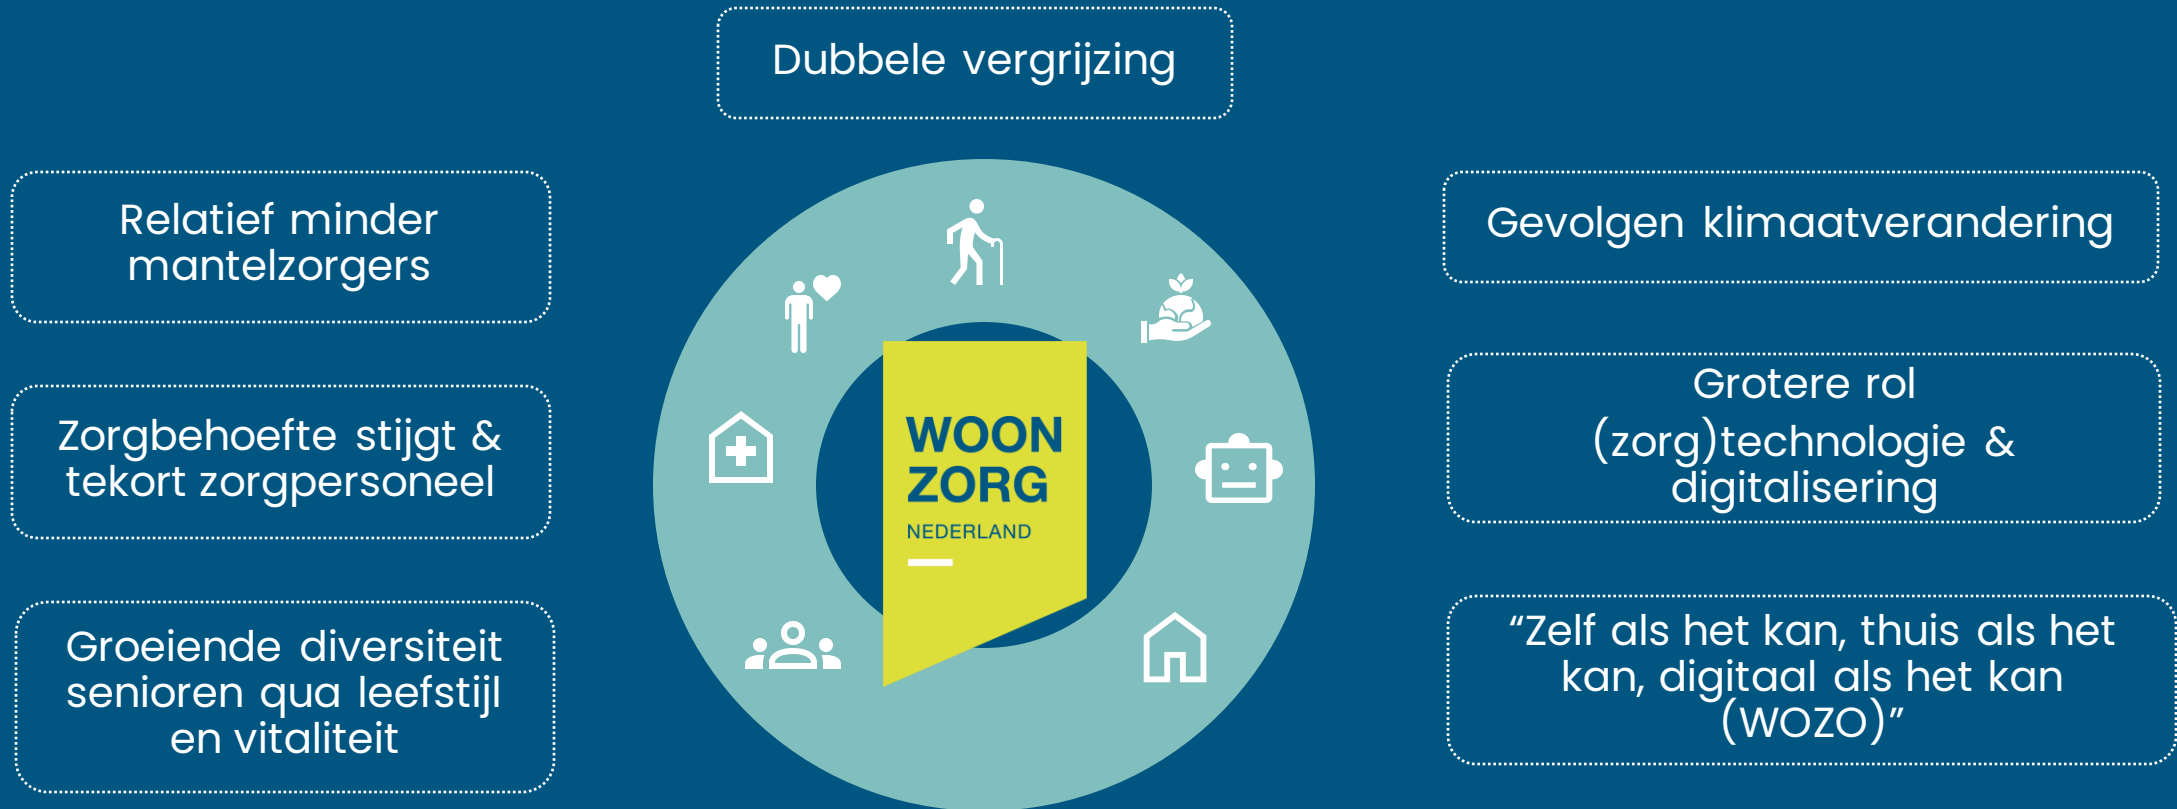 Dubbele vergrijzing
Relatief minder
mantelzorgers
Gevolgen klimaatverandering
Zorgbehoefte stijgt &
tekort zorgpersoneel
WOON
ZORG
NEDERLAND
Grotere rol
(zorg)technologie &
digitalisering
Groeiende diversiteit
senioren qua leefstijl
en vitaliteit
“Zelf als het kan, thuis als het
kan, digitaal als het kan
(WOZO)”